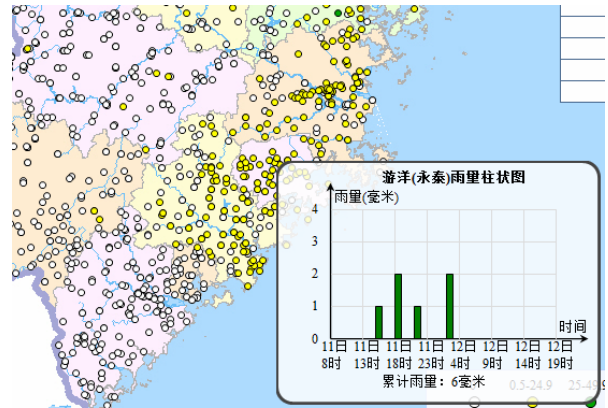 游洋(永泰)雨量柱状图
雨量(毫米)
4
3
2
1
0
时间
11日 11日 11日 11日 12日 12日 12日 12日
8时 13时 18时 23时 4时 9时 14时 19时
累计雨量：6毫米
0.5-24.9 25-49.9